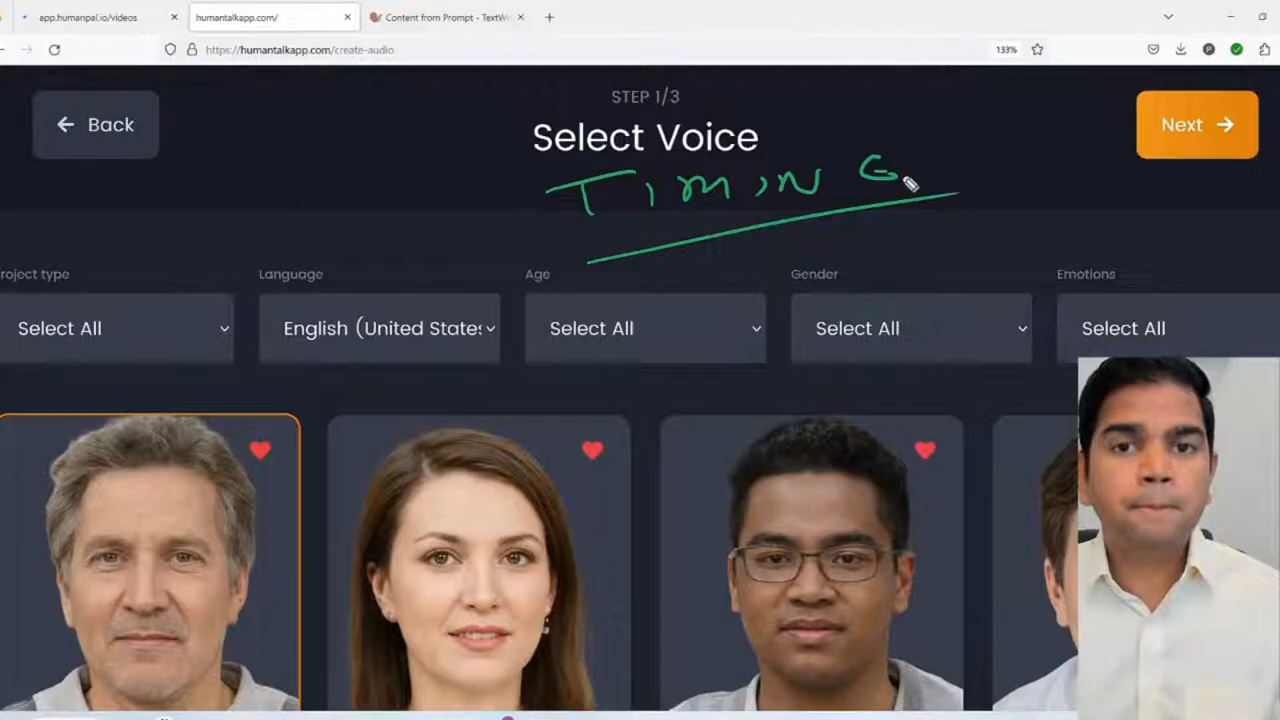 app.humanpal.io/videos
humantalkapp.com/
Content from Prompt - TextW
https://humantalkapp.com/create-audio
133%
STEP 1/3
Back
Select Voice
Next
TIMING
roject type
Language
Age
Gender
Emotions
Select All
English (United States
Select All
Select All
Select All